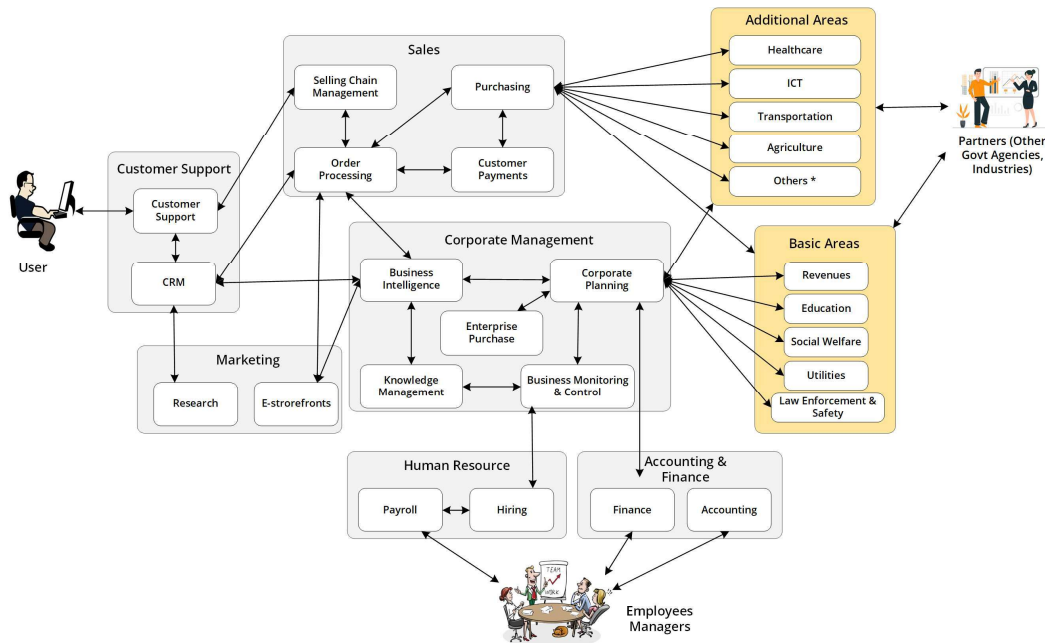 Additional Areas
Healthcare
ICT
Transportation
Agriculture
Others *
Sales
Selling Chain
Management
Purchasing
Order
Processing
Customer
Payments
Partners (Other
Govt Agencies,
Industries)
Customer Support
Customer
Support
CRM
User
Corporate Management
Business
Intelligence
Corporate
Planning
Enterprise
Purchase
Knowledge
Management
Business Monitoring
& Control
Basic Areas
Revenues
Education
Social Welfare
Utilities
Law Enforcement &
Safety
Marketing
Research
E-strorefronts
Human Resource
Payroll
Hiring
Accounting &
Finance
Finance
Accounting
TEAM
WORK
Employees
Managers